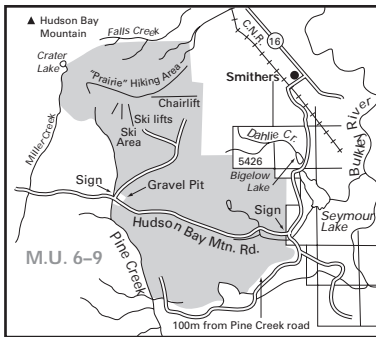 ▲ Hudson Bay
Mountain
Falls Creek
C.N.R.
16
Crater
Lake
Smithers
"Prairie" Hiking Area
Chairlift
Ski lifts
Ski
Area
Miller Creek
Dahlie Cr.
5426
Bigelow
Lake
Bukley River
Sign
Gravel Pit
Sign
Seymour
Lake
Hudson Bay Mtn. Rd.
M.U. 6–9
Pine Creek
100m from Pine Creek road